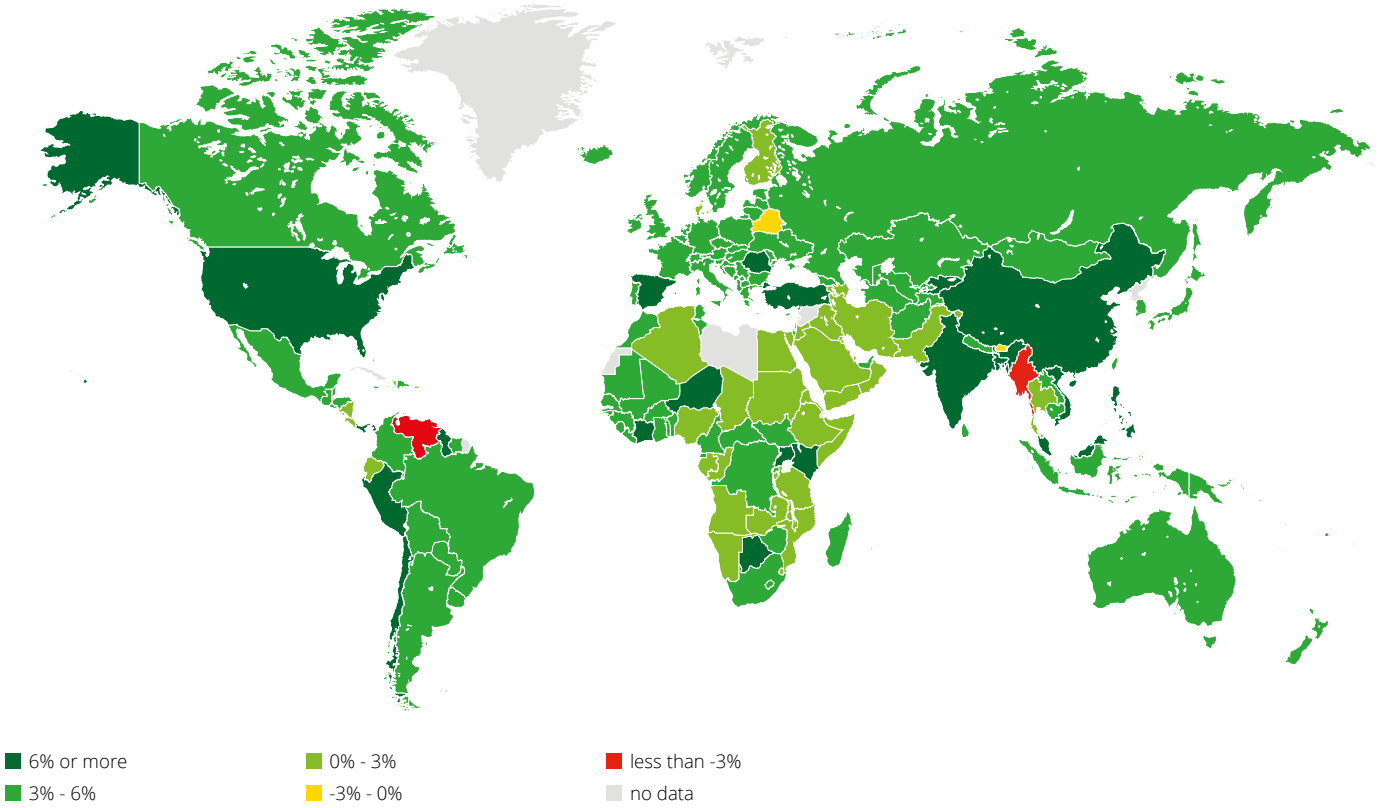 6% or more
0% - 3%
less than -3%
3% - 6%
-3% - 0%
no data